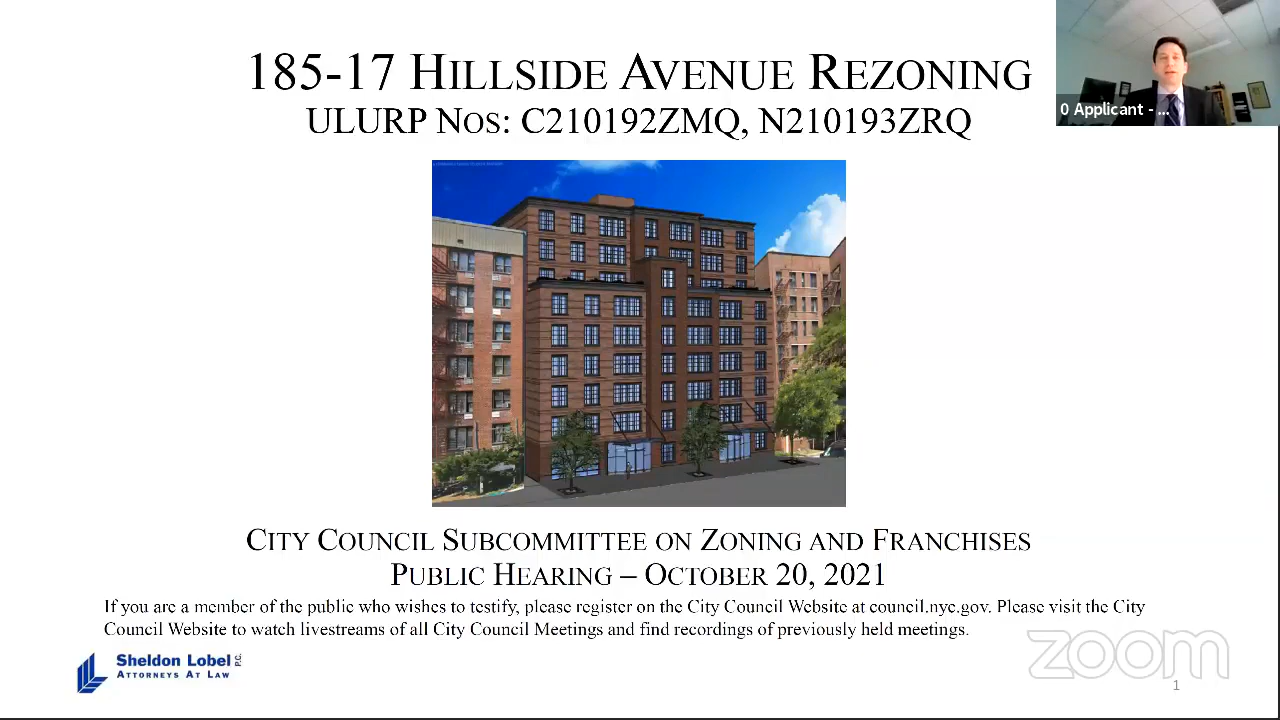 185-17 HILLSIDE AVENUE REZONING
ULURP NOS: C210192ZMQ, N210193ZRQ
0 Applicant - ...
CITY COUNCIL SUBCOMMITTEE ON ZONING AND FRANCHISES
PUBLIC HEARING – OCTOBER 20, 2021
If you are a member of the public who wishes to testify, please register on the City Council Website at council.nyc.gov. Please visit the City
Council Website to watch livestreams of all City Council Meetings and find recordings of previously held meetings.
Sheldon Lobel P.C.
ATTORNEYS AT LAW
zoom
1